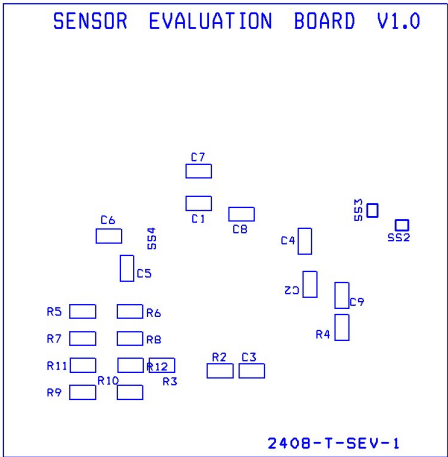 SENSOR EVALUATION BOARD V1.0
C7
C1
C8
C6
SS4
C5
C4
SS3
SS2
C2
C9
R4
R5
R6
R7
R8
R11
R12
R3
R10
R9
R2
C3
2408-T-SEV-1